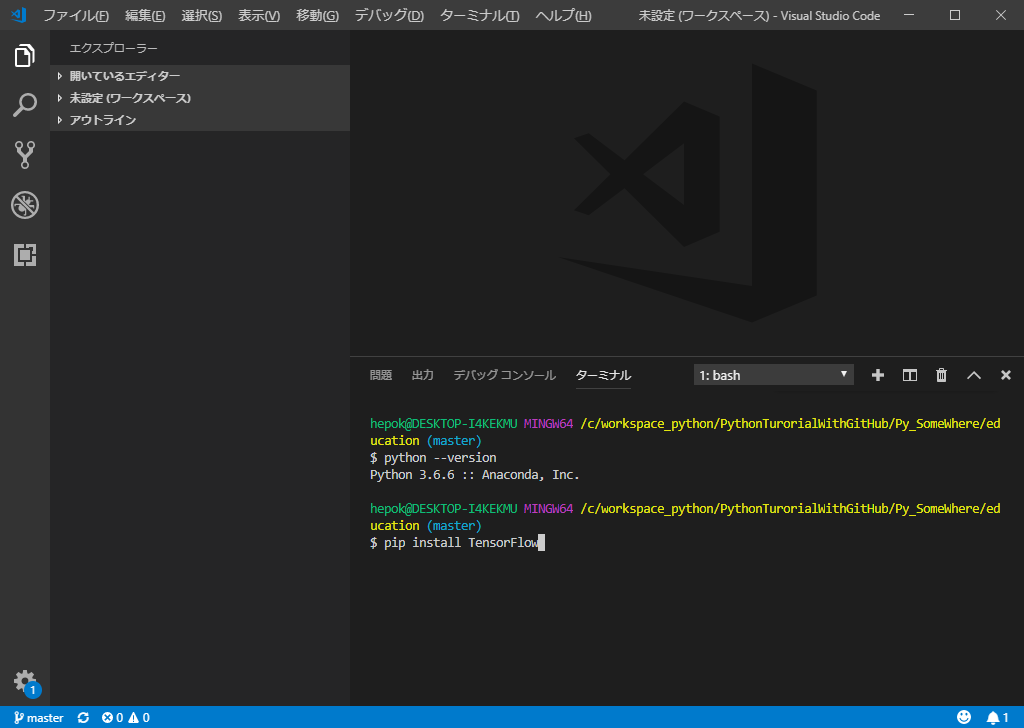 ファイル(F) 編集(E) 選択(S) 表示(V) 移動(G) デバッグ(D) ターミナル(T) ヘルプ(H) 未設定 (ワークスペース) - Visual Studio Code
エクスプローラー
開いているエディター
未設定 (ワークスペース)
アウトライン
問題 出力 デバッグ コンソール ターミナル 1: bash
hepok@DESKTOP-I4KEKMU MINGW64 /c/workspace_python/PythonTurorialWithGitHub/Py_SomeWhere/ed
ucation (master)
$ python --version
Python 3.6.6 :: Anaconda, Inc.
hepok@DESKTOP-I4KEKMU MINGW64 /c/workspace_python/PythonTurorialWithGitHub/Py_SomeWhere/ed
ucation (master)
$ pip install TensorFlow
1
master 0 0 1